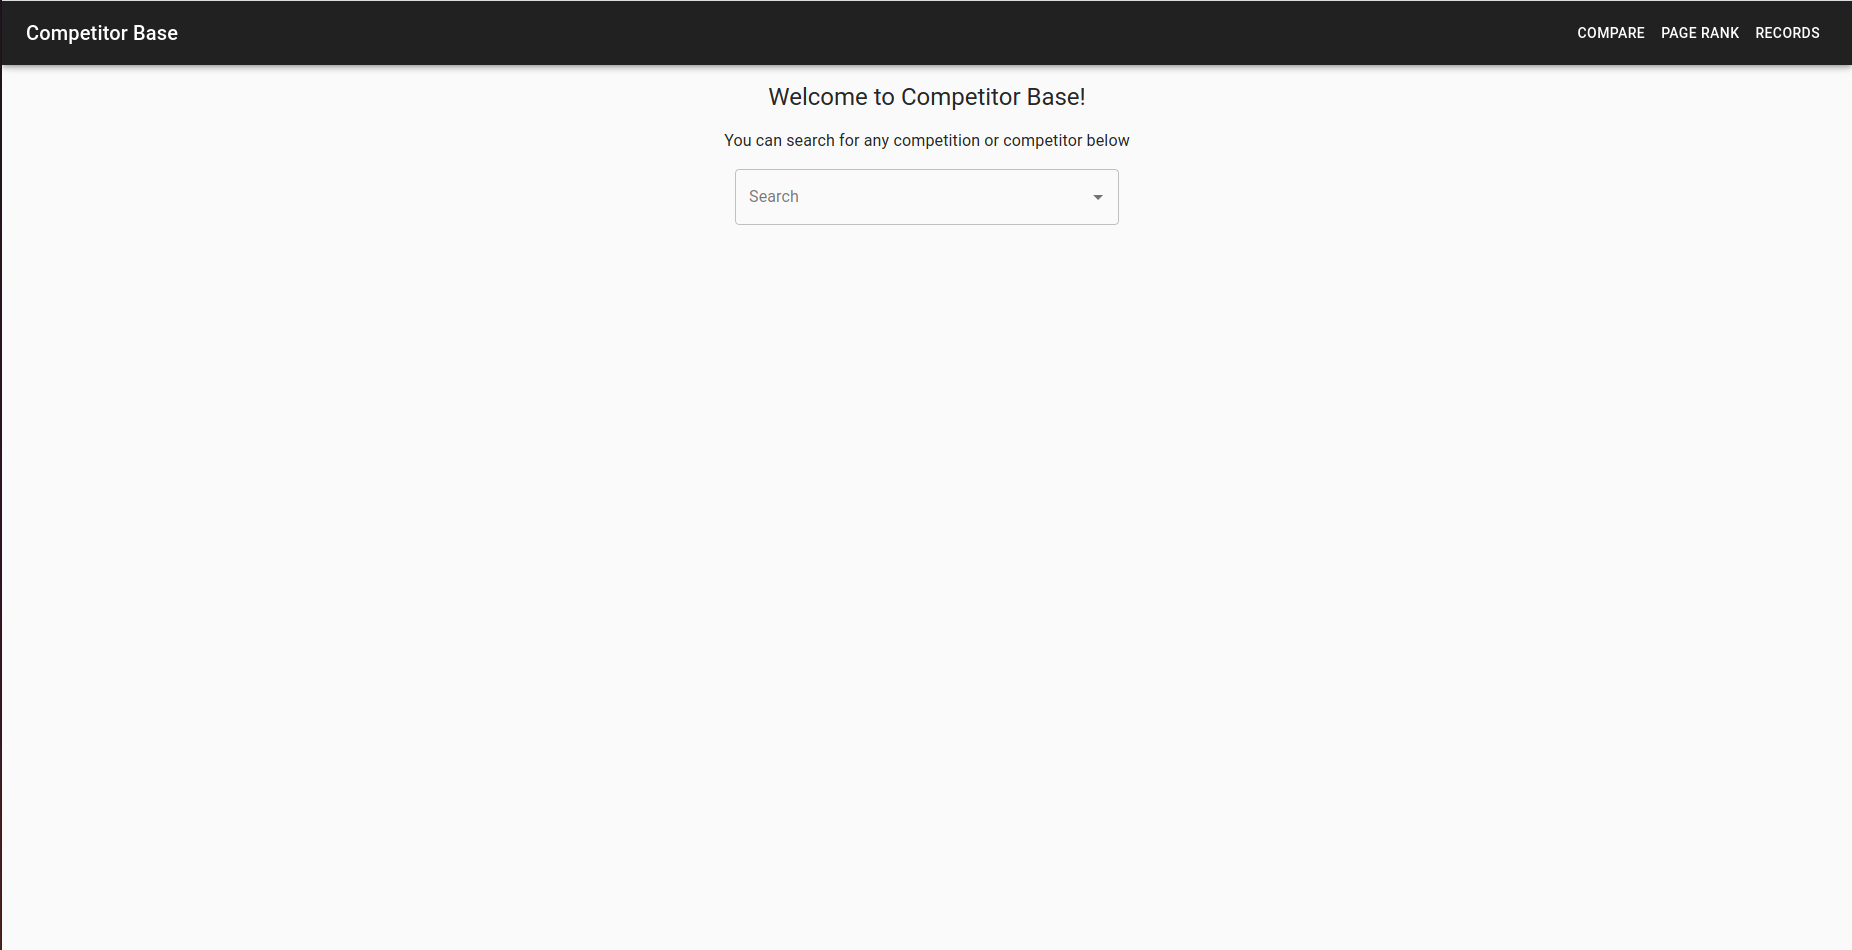 Competitor Base
COMPARE PAGE RANK RECORDS
Welcome to Competitor Base!
You can search for any competition or competitor below
Search